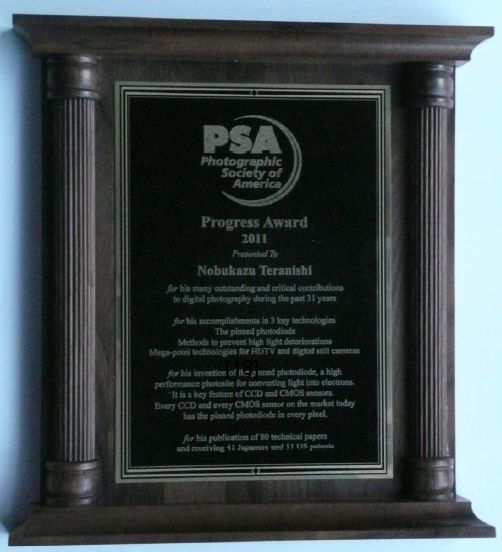 PSA
Photographic
Society of
America
Progress Award
2011
Presented To
Nobukazu Teranishi
for his many outstanding and critical contributions
to digital photography during the past 31 years
for his accomplishments in 3 key technologies
The pinned photodiode
Methods to prevent high light deteriorations
Mega-pixel technologies for HDTV and digital still cameras
for his invention of the pinned photodiode, a high
performance photosite for converting light into electrons.
It is a key feature of CCD and CMOS sensors.
Every CCD and every CMOS sensor on the market today
has the pinned photodiode in every pixel.
for his publication of 80 technical papers
and receiving 41 Japanese and 11 US patents